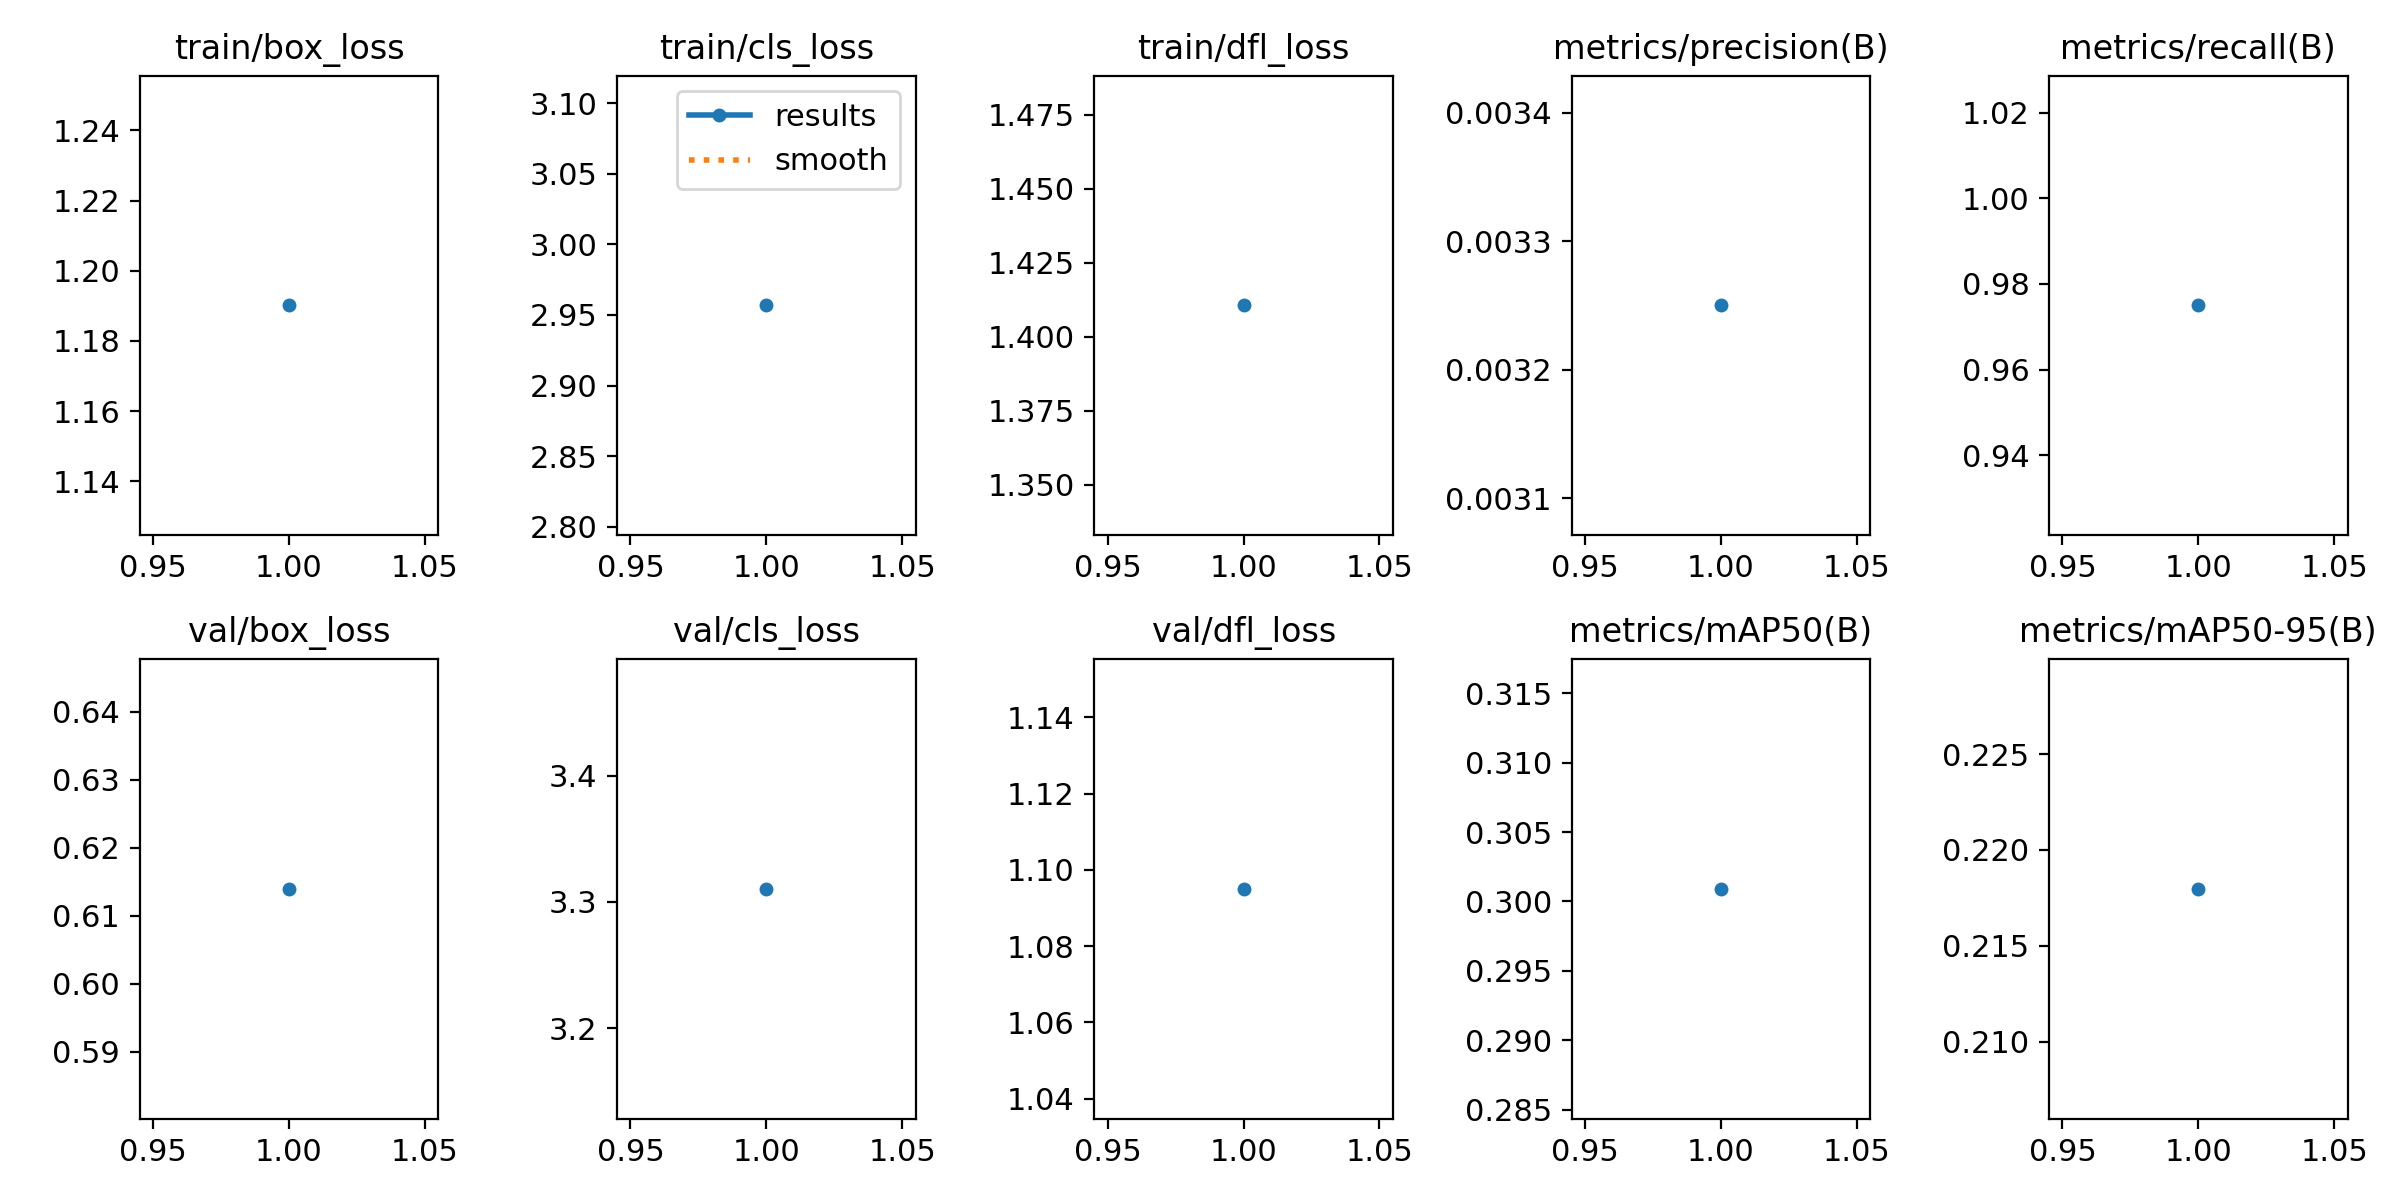 train/box_loss
1.24
1.22
1.20
1.18
1.16
1.14
0.95 1.00 1.05
train/cls_loss
results
smooth
3.10
3.05
3.00
2.95
2.90
2.85
2.80
0.95 1.00 1.05
train/dfl_loss
1.475
1.450
1.425
1.400
1.375
1.350
0.95 1.00 1.05
metrics/precision(B)
0.0034
0.0033
0.0032
0.0031
0.95 1.00 1.05
metrics/recall(B)
1.02
1.00
0.98
0.96
0.94
0.95 1.00 1.05
val/box_loss
0.64
0.63
0.62
0.61
0.60
0.59
0.95 1.00 1.05
val/cls_loss
3.4
3.3
3.2
0.95 1.00 1.05
val/dfl_loss
1.14
1.12
1.10
1.08
1.06
1.04
0.95 1.00 1.05
metrics/mAP50(B)
0.315
0.310
0.305
0.300
0.295
0.290
0.285
0.95 1.00 1.05
metrics/mAP50-95(B)
0.225
0.220
0.215
0.210
0.95 1.00 1.05